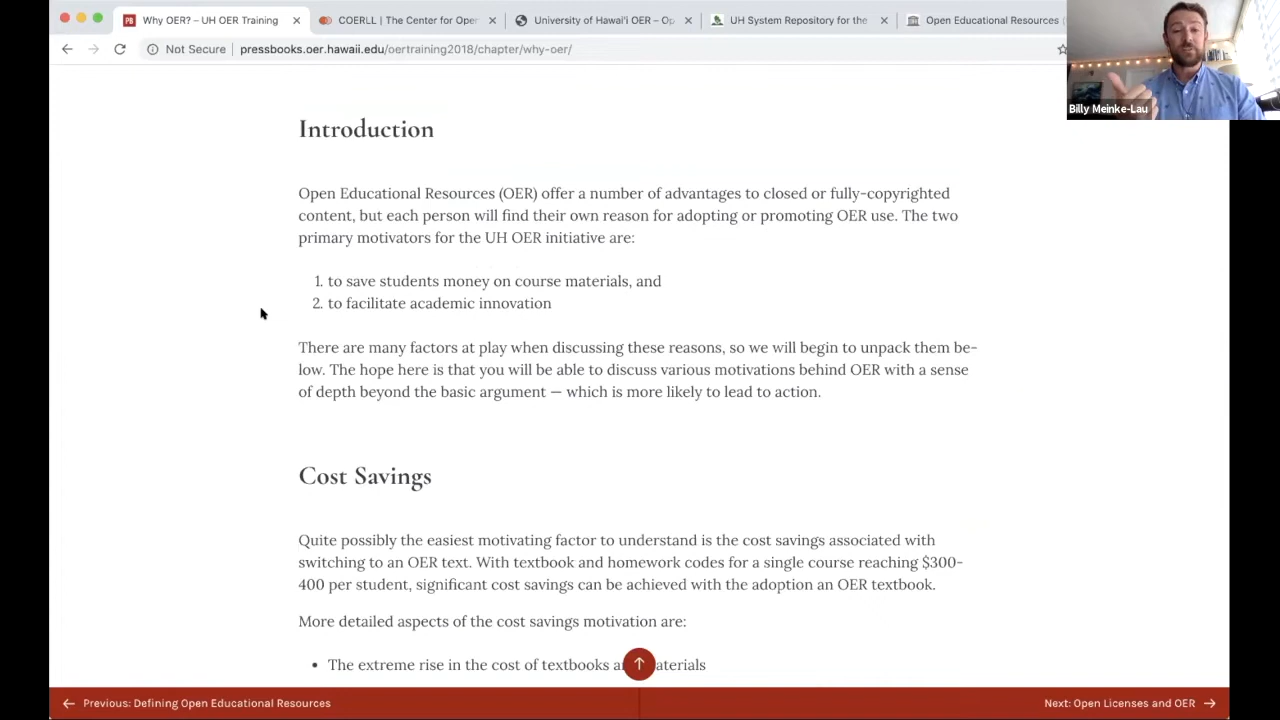 Why OER? – UH OER Training
COERLL | The Center for Oper
University of Hawai'i OER – Op
UH System Repository for the
Open Educational Resources (
Not Secure
pressbooks.oer.hawaii.edu/oertraining2018/chapter/why-oer/
Billy Meinke-Lau
Introduction
Open Educational Resources (OER) offer a number of advantages to closed or fully-copyrighted
content, but each person will find their own reason for adopting or promoting OER use. The two
primary motivators for the UH OER initiative are:
1. to save students money on course materials, and
2. to facilitate academic innovation
There are many factors at play when discussing these reasons, so we will begin to unpack them be-
low. The hope here is that you will be able to discuss various motivations behind OER with a sense
of depth beyond the basic argument — which is more likely to lead to action.
Cost Savings
Quite possibly the easiest motivating factor to understand is the cost savings associated with
switching to an OER text. With textbook and homework codes for a single course reaching $300-
400 per student, significant cost savings can be achieved with the adoption an OER textbook.
More detailed aspects of the cost savings motivation are:
• The extreme rise in the cost of textbooks a aterials
Previous: Defining Open Educational Resources
Next: Open Licenses and OER